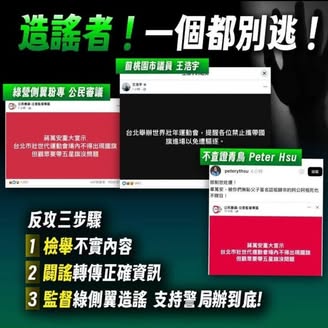 造謠者！一個都別逃！
前桃園市議員 王浩宇
綠營側翼粉專 公民審議
台北舉辦世界壯年運動會，提醒各位禁止攜帶國
旗進場以免遭驅逐。
不査證青鳥 Peter Hsu
蔣萬安重大宣示
台北市壯世代運動會場內不得出現國旗
但觀眾要帶五星旗沒問題
蔣萬安重大宣示
台北市壯世代運動會場內不得出現國旗
但觀眾要帶五星旗沒問題
反攻三步驟
1 檢舉不實內容
2 闢謠轉傳正確資訊
3 監督綠側翼造謠 支持警局辦到底!